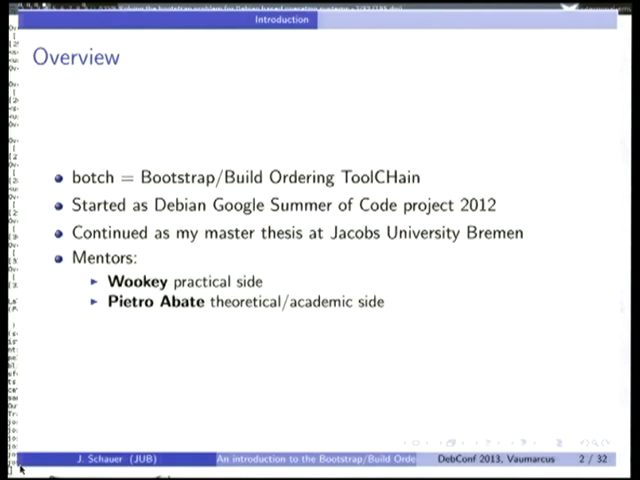 Introduction
Overview
botch = Bootstrap/Build Ordering ToolCHain
Started as Debian Google Summer of Code project 2012
Continued as my master thesis at Jacobs University Bremen
Mentors:
Wookey practical side
Pietro Abate theoretical/academic side
J. Schauer (JUB) An introduction to the Bootstrap/Build Orde DebConf 2013, Vaumarcus 2 / 32